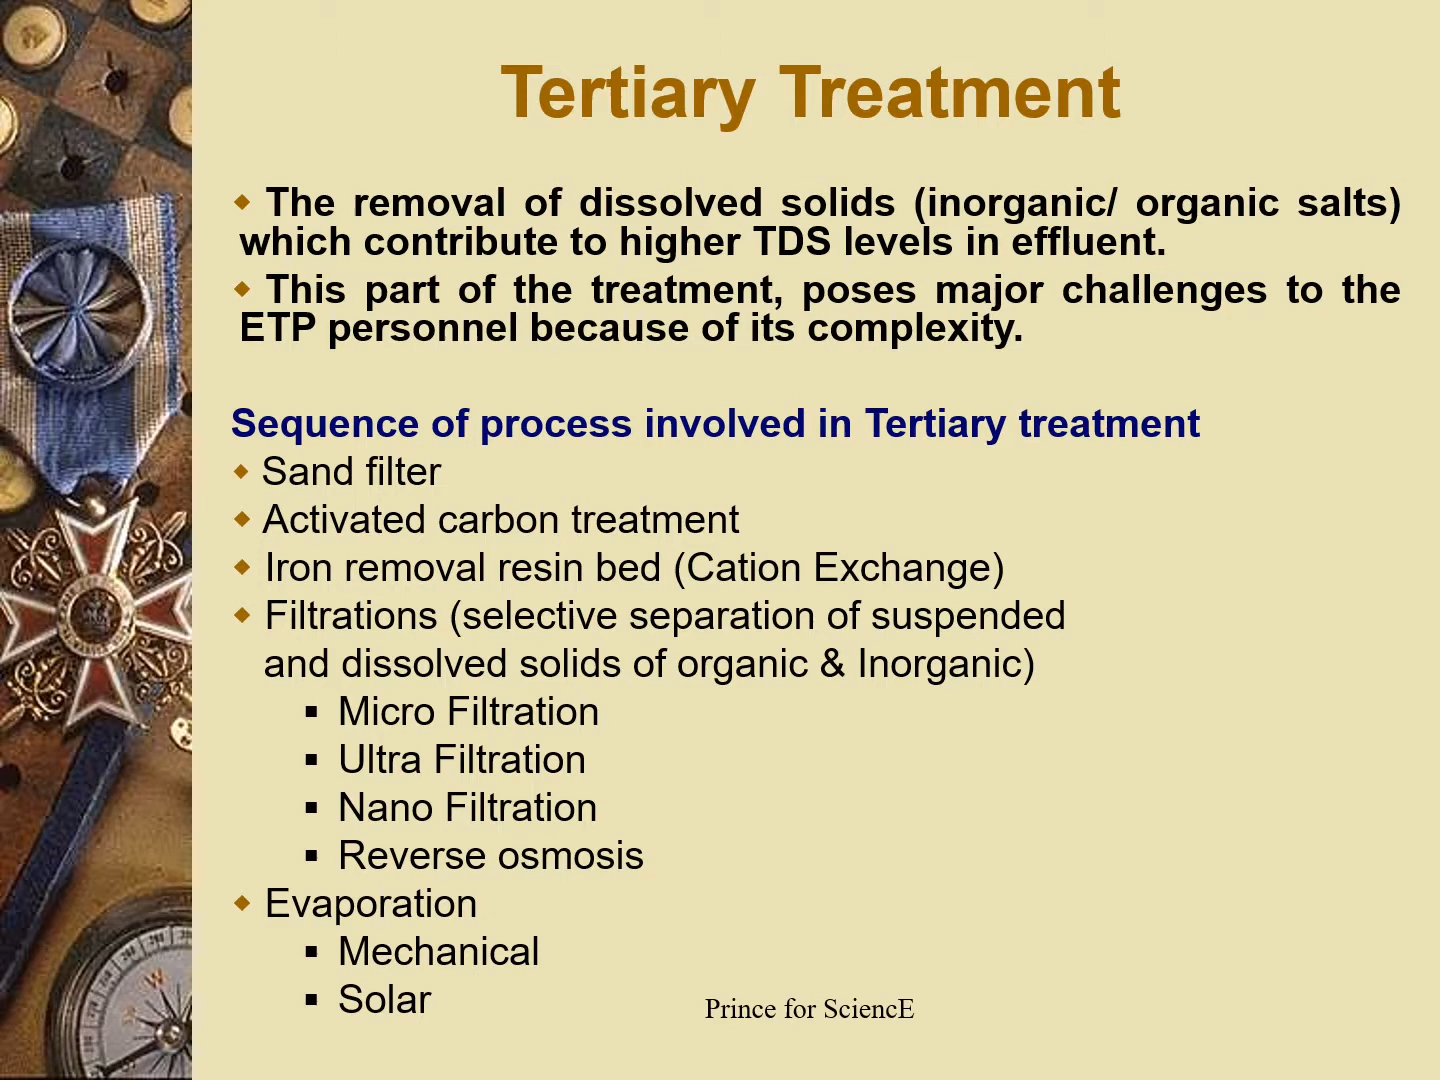 Tertiary Treatment
The removal of dissolved solids (inorganic/ organic salts)
which contribute to higher TDS levels in effluent.
This part of the treatment, poses major challenges to the
ETP personnel because of its complexity.
Sequence of process involved in Tertiary treatment
Sand filter
Activated carbon treatment
Iron removal resin bed (Cation Exchange)
Filtrations (selective separation of suspended
and dissolved solids of organic & Inorganic)
Micro Filtration
Ultra Filtration
Nano Filtration
Reverse osmosis
Evaporation
Mechanical
Solar
Prince for SciencE
W